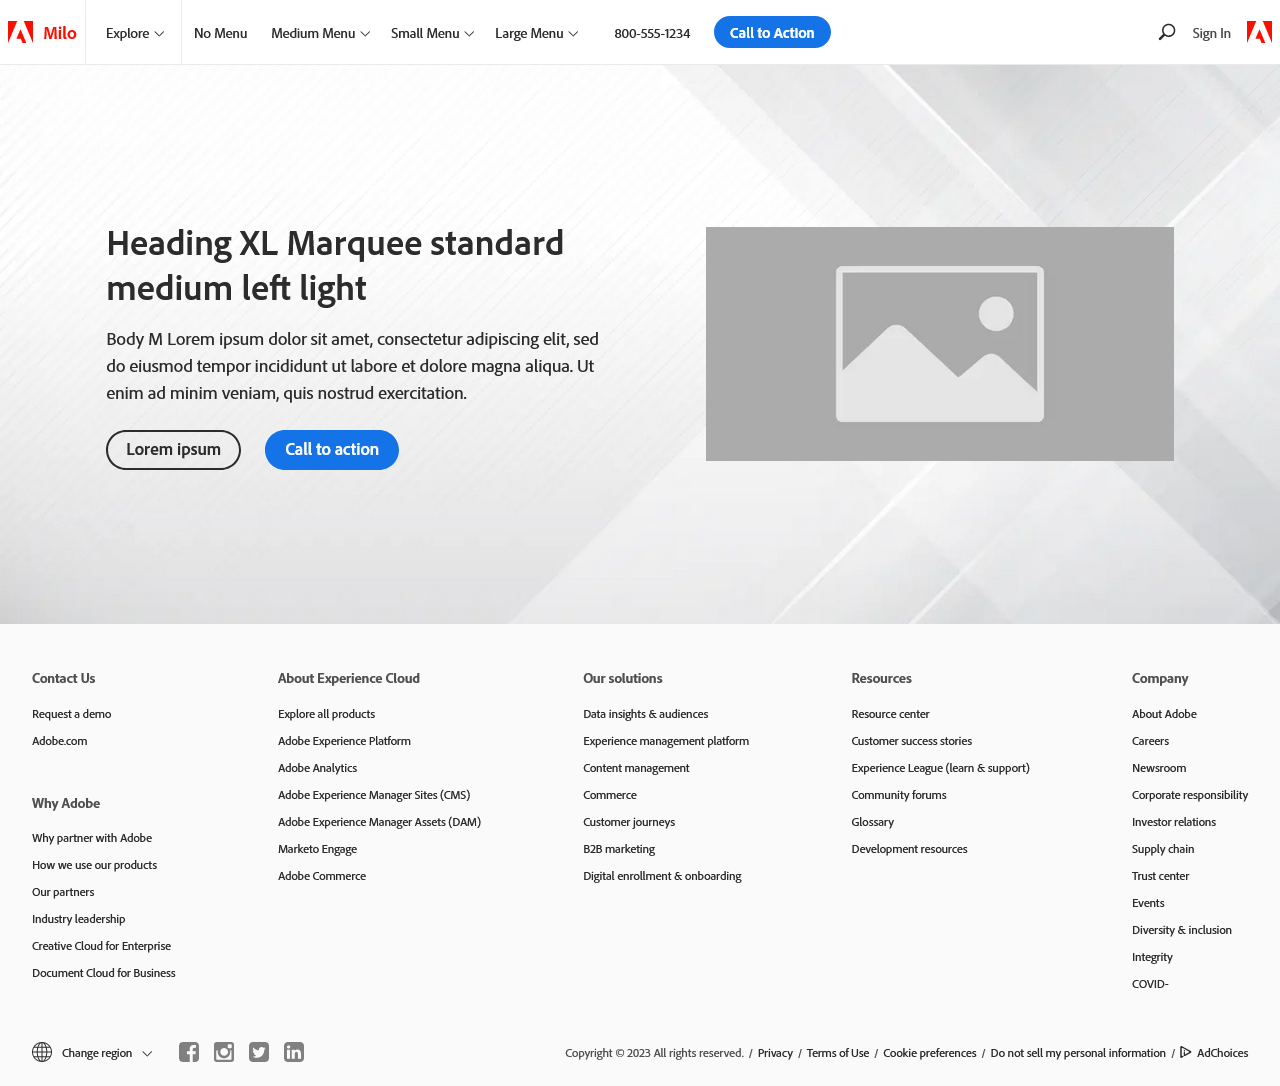 Milo
Explore
No Menu
Medium Menu
Small Menu
Large Menu
800-555-1234
Call to Action
Sign In
Heading XL Marquee standard
medium left light
Body M Lorem ipsum dolor sit amet, consectetur adipiscing elit, sed
do eiusmod tempor incididunt ut labore et dolore magna aliqua. Ut
enim ad minim veniam, quis nostrud exercitation.
Lorem ipsum
Call to action
Contact Us
Request a demo
Adobe.com
Why Adobe
Why partner with Adobe
How we use our products
Our partners
Industry leadership
Creative Cloud for Enterprise
Document Cloud for Business
About Experience Cloud
Explore all products
Adobe Experience Platform
Adobe Analytics
Adobe Experience Manager Sites (CMS)
Adobe Experience Manager Assets (DAM)
Marketo Engage
Adobe Commerce
Our solutions
Data insights & audiences
Experience management platform
Content management
Commerce
Customer journeys
B2B marketing
Digital enrollment & onboarding
Resources
Resource center
Customer success stories
Experience League (learn & support)
Community forums
Glossary
Development resources
Company
About Adobe
Careers
Newsroom
Corporate responsibility
Investor relations
Supply chain
Trust center
Events
Diversity & inclusion
Integrity
COVID-
Change region
Copyright © 2023 All rights reserved. / Privacy / Terms of Use / Cookie preferences / Do not sell my personal information / AdChoices